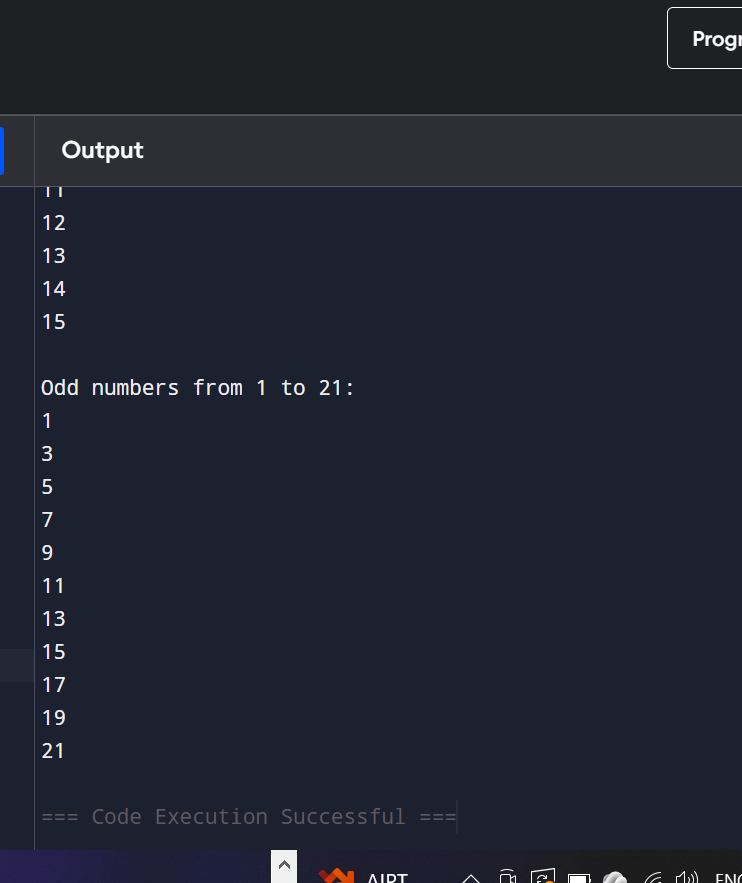 Progr
Output
11
12
13
14
15
Odd numbers from 1 to 21:
1
3
5
7
9
11
13
15
17
19
21
=== Code Execution Successful ===
AIPT
ENG